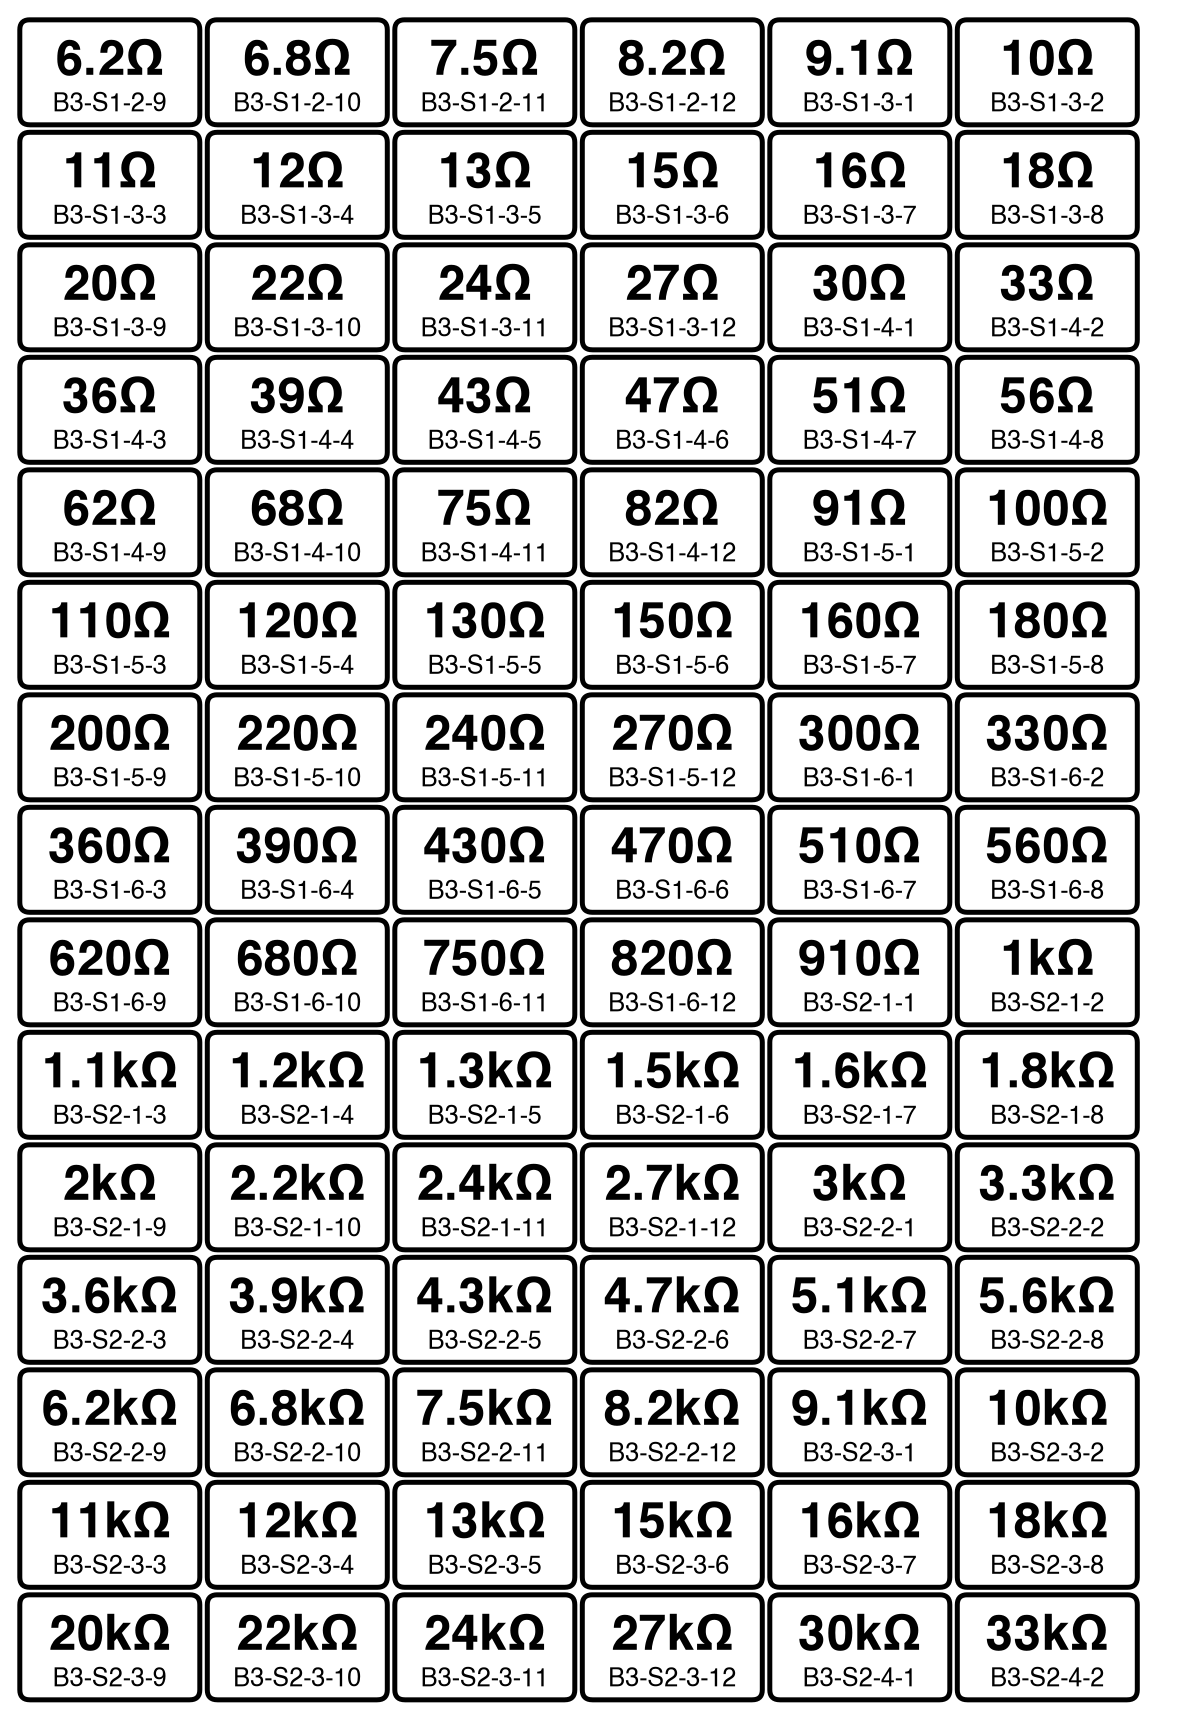 6.2Ω 6.8Ω 7.5Ω 8.2Ω 9.1Ω 10Ω
B3-S1-2-9 B3-S1-2-10 B3-S1-2-11 B3-S1-2-12 B3-S1-3-1 B3-S1-3-2
11Ω 12Ω 13Ω 15Ω 16Ω 18Ω
B3-S1-3-3 B3-S1-3-4 B3-S1-3-5 B3-S1-3-6 B3-S1-3-7 B3-S1-3-8
20Ω 22Ω 24Ω 27Ω 30Ω 33Ω
B3-S1-3-9 B3-S1-3-10 B3-S1-3-11 B3-S1-3-12 B3-S1-4-1 B3-S1-4-2
36Ω 39Ω 43Ω 47Ω 51Ω 56Ω
B3-S1-4-3 B3-S1-4-4 B3-S1-4-5 B3-S1-4-6 B3-S1-4-7 B3-S1-4-8
62Ω 68Ω 75Ω 82Ω 91Ω 100Ω
B3-S1-4-9 B3-S1-4-10 B3-S1-4-11 B3-S1-4-12 B3-S1-5-1 B3-S1-5-2
110Ω 120Ω 130Ω 150Ω 160Ω 180Ω
B3-S1-5-3 B3-S1-5-4 B3-S1-5-5 B3-S1-5-6 B3-S1-5-7 B3-S1-5-8
200Ω 220Ω 240Ω 270Ω 300Ω 330Ω
B3-S1-5-9 B3-S1-5-10 B3-S1-5-11 B3-S1-5-12 B3-S1-6-1 B3-S1-6-2
360Ω 390Ω 430Ω 470Ω 510Ω 560Ω
B3-S1-6-3 B3-S1-6-4 B3-S1-6-5 B3-S1-6-6 B3-S1-6-7 B3-S1-6-8
620Ω 680Ω 750Ω 820Ω 910Ω 1kΩ
B3-S1-6-9 B3-S1-6-10 B3-S1-6-11 B3-S1-6-12 B3-S2-1-1 B3-S2-1-2
1.1kΩ 1.2kΩ 1.3kΩ 1.5kΩ 1.6kΩ 1.8kΩ
B3-S2-1-3 B3-S2-1-4 B3-S2-1-5 B3-S2-1-6 B3-S2-1-7 B3-S2-1-8
2kΩ 2.2kΩ 2.4kΩ 2.7kΩ 3kΩ 3.3kΩ
B3-S2-1-9 B3-S2-1-10 B3-S2-1-11 B3-S2-1-12 B3-S2-2-1 B3-S2-2-2
3.6kΩ 3.9kΩ 4.3kΩ 4.7kΩ 5.1kΩ 5.6kΩ
B3-S2-2-3 B3-S2-2-4 B3-S2-2-5 B3-S2-2-6 B3-S2-2-7 B3-S2-2-8
6.2kΩ 6.8kΩ 7.5kΩ 8.2kΩ 9.1kΩ 10kΩ
B3-S2-2-9 B3-S2-2-10 B3-S2-2-11 B3-S2-2-12 B3-S2-3-1 B3-S2-3-2
11kΩ 12kΩ 13kΩ 15kΩ 16kΩ 18kΩ
B3-S2-3-3 B3-S2-3-4 B3-S2-3-5 B3-S2-3-6 B3-S2-3-7 B3-S2-3-8
20kΩ 22kΩ 24kΩ 27kΩ 30kΩ 33kΩ
B3-S2-3-9 B3-S2-3-10 B3-S2-3-11 B3-S2-3-12 B3-S2-4-1 B3-S2-4-2